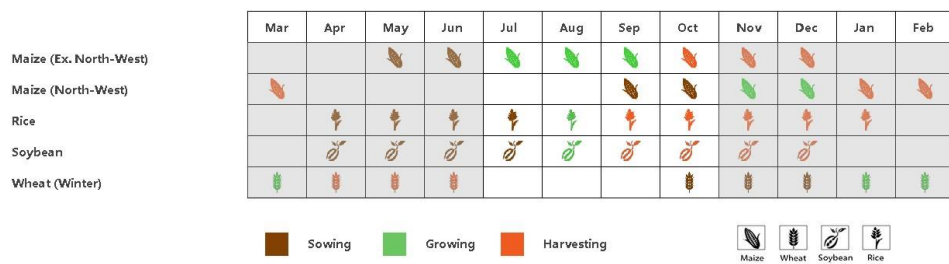 Mar Apr May Jun Jul Aug Sep Oct Nov Dec Jan Feb
Maize (Ex. North-West)
Maize (North-West)
Rice
Soybean
Wheat (Winter)
Sowing Growing Harvesting
Maize Wheat Soybean Rice